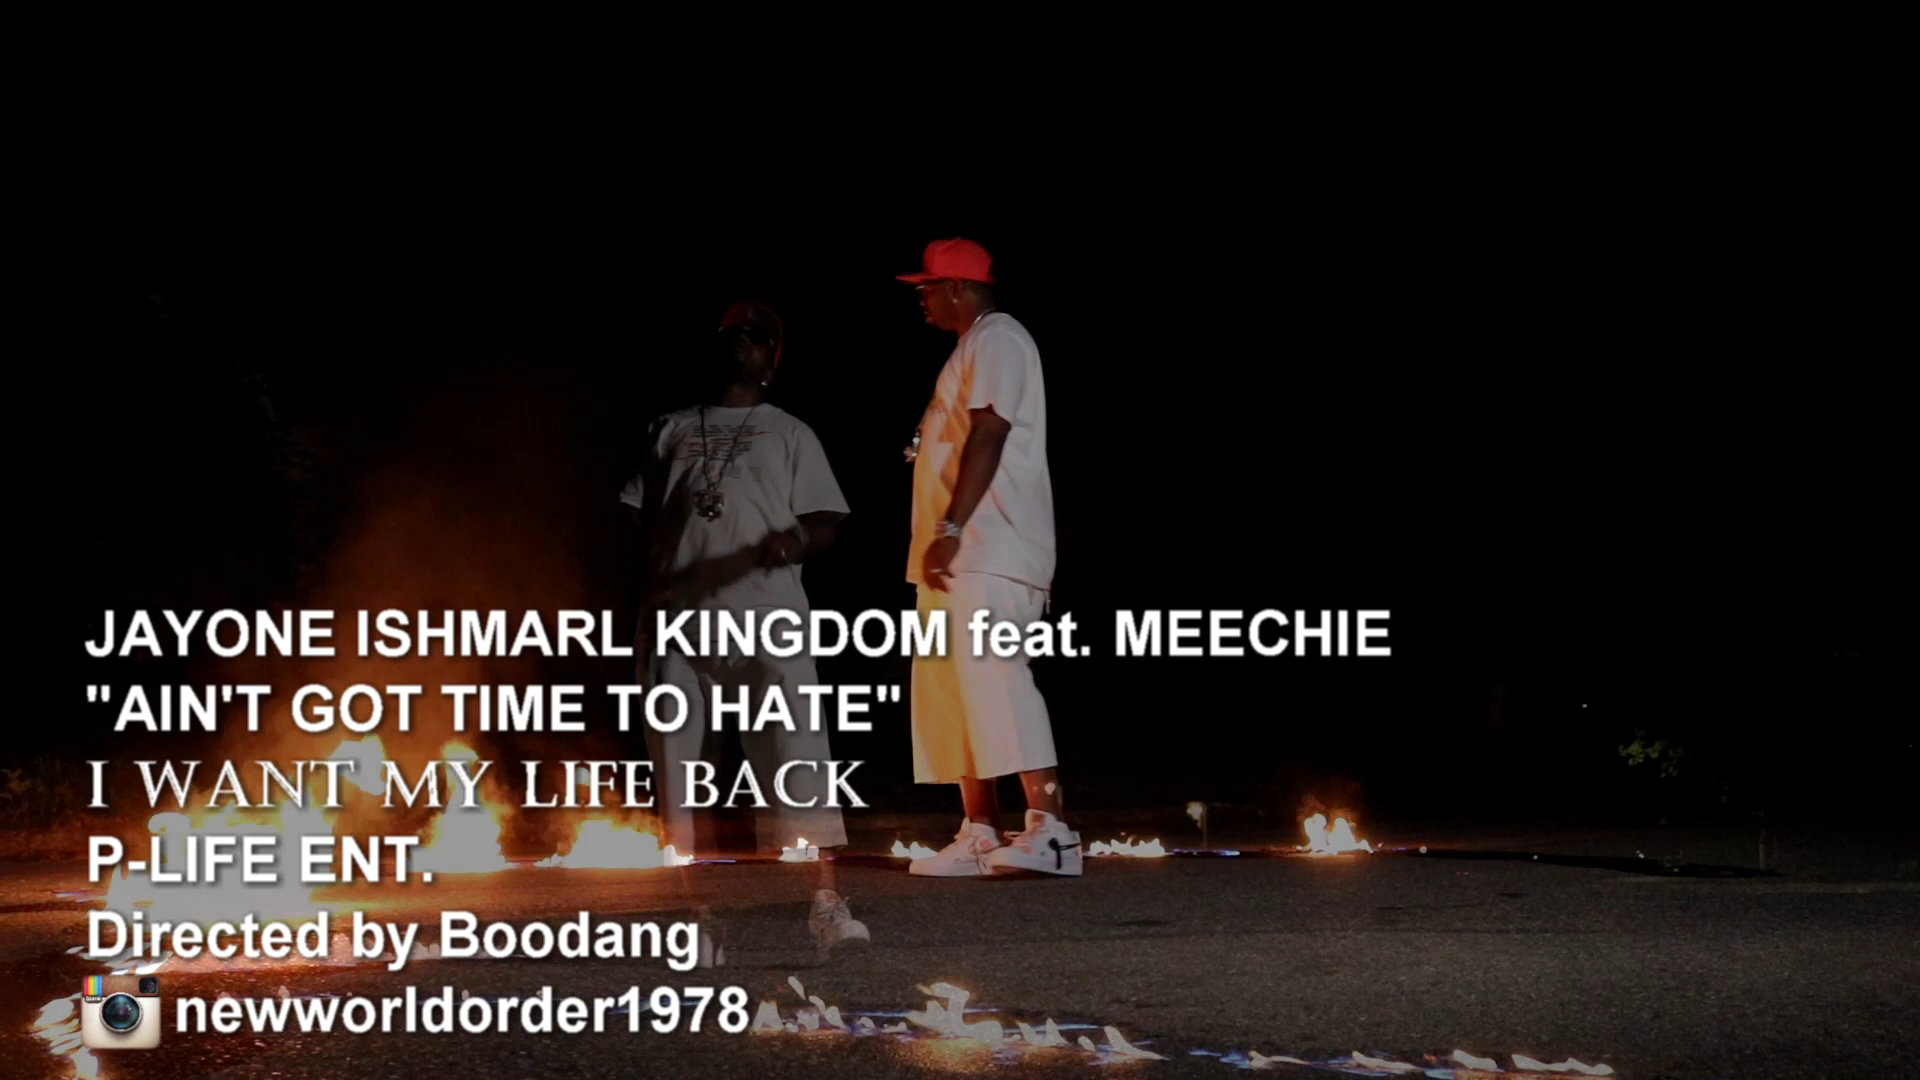 JAYONE ISHMARL KINGDOM feat. MEECHIE
"AIN'T GOT TIME TO HATE"
I WANT MY LIFE BACK
P-LIFE ENT.
Directed by Boodang
newworldorder1978